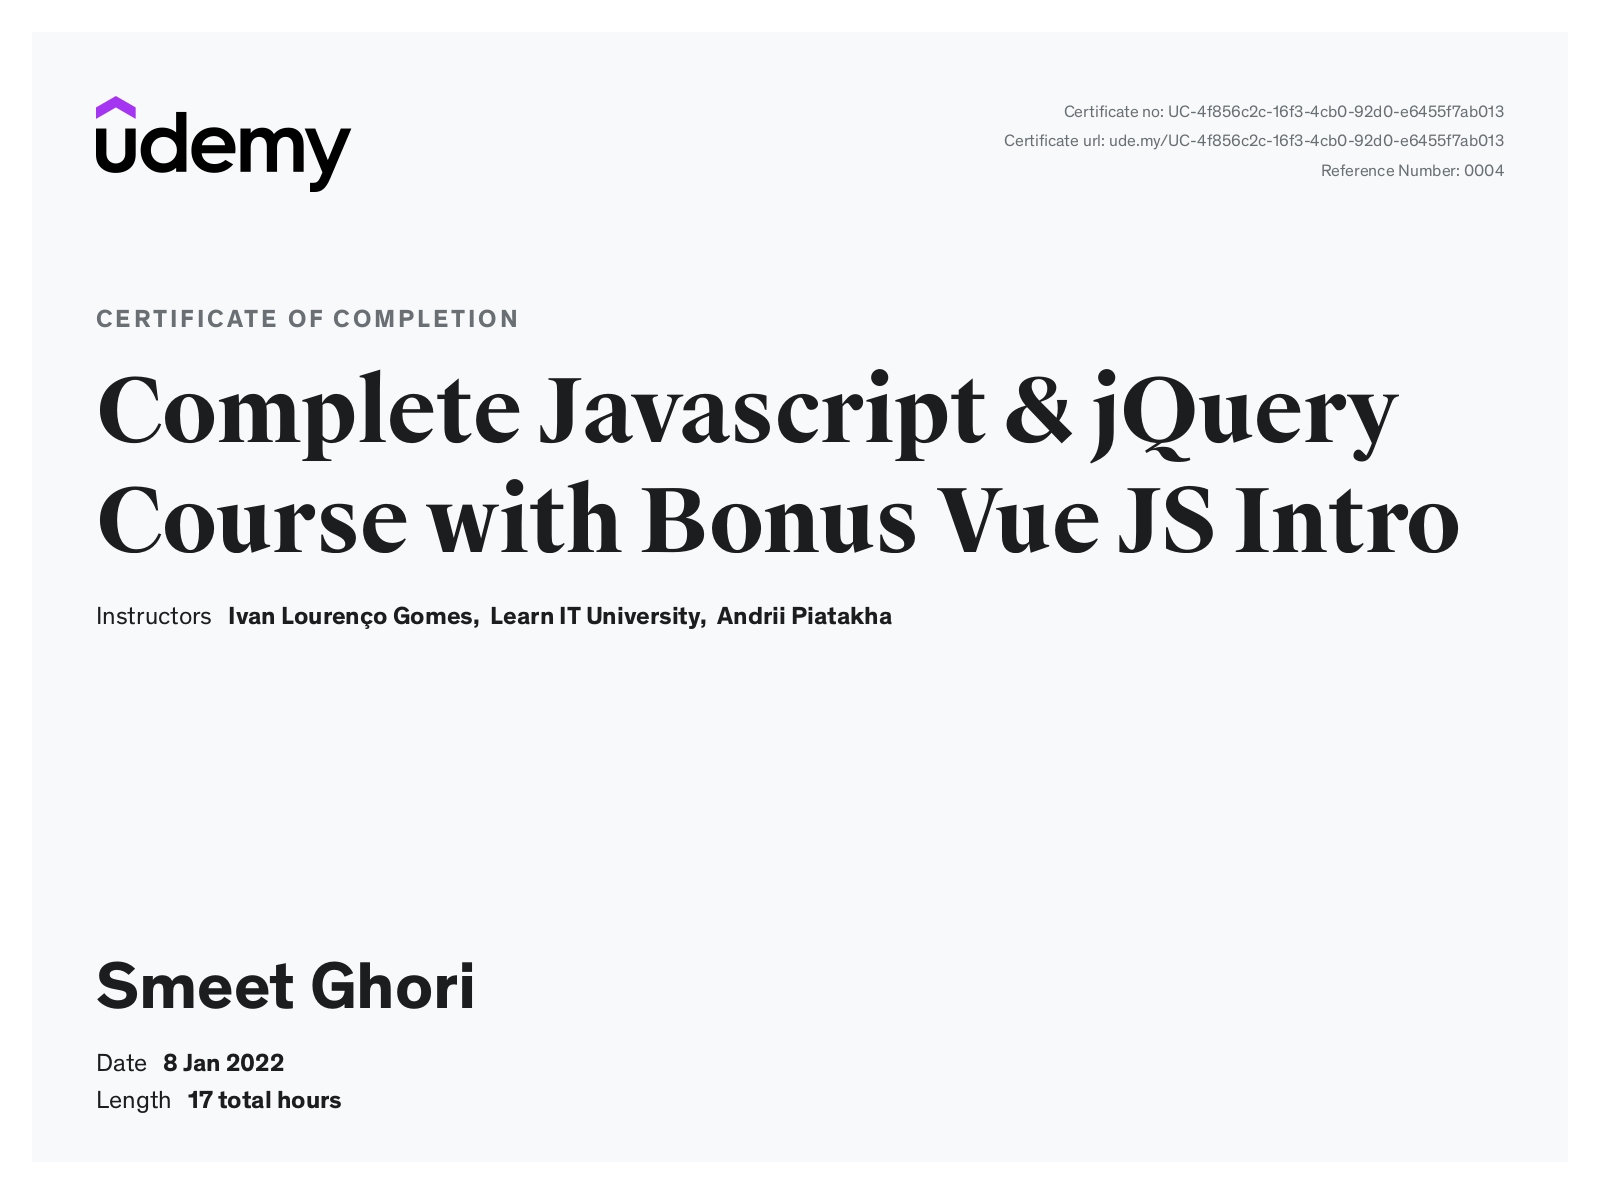 udemy
Certificate no: UC-4f856c2c-16f3-4cb0-92d0-e6455f7ab013
Certificate url: ude.my/UC-4f856c2c-16f3-4cb0-92d0-e6455f7ab013
Reference Number: 0004
CERTIFICATE OF COMPLETION
Complete Javascript & jQuery
Course with Bonus Vue JS Intro
Instructors Ivan Lourenço Gomes, Learn IT University, Andrii Piatakha
Smeet Ghori
Date 8 Jan 2022
Length 17 total hours